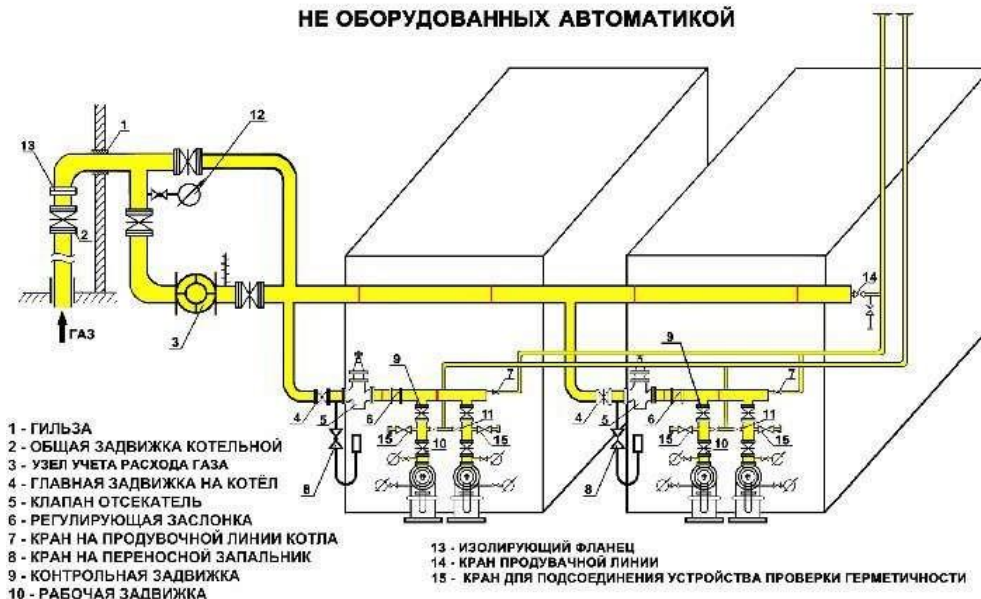 НЕ ОБОРУДОВАННЫХ АВТОМАТИКОЙ
1
12
13
2
14
ГАЗ
3
9
9
7
7
4
5
6
11
4
5
6
11
15
10
15
15
10
15
8
8
1 - ГИЛЬЗА
2 - ОБЩАЯ ЗАДВИЖКА КОТЕЛЬНОЙ
3 - УЗЕЛ УЧЕТА РАСХОДА ГАЗА
4 - ГЛАВНАЯ ЗАДВИЖКА НА КОТЁЛ
5 - КЛАПАН ОТСЕКАТЕЛЬ
6 - РЕГУЛИРУЮЩАЯ ЗАСЛОНКА
7 - КРАН НА ПРОДУВОЧНОЙ ЛИНИИ КОТЛА
8 - КРАН НА ПЕРЕНОСНОЙ ЗАПАЛЬНИК
9 - КОНТРОЛЬНАЯ ЗАДВИЖКА
10 - РАБОЧАЯ ЗАДВИЖКА
13 - ИЗОЛИРУЮЩИЙ ФЛАНЕЦ
14 - КРАН ПРОДУВАЧНОЙ ЛИНИИ
15 - КРАН ДЛЯ ПОДСОЕДИНЕНИЯ УСТРОЙСТВА ПРОВЕРКИ ГЕРМЕТИЧНОСТИ